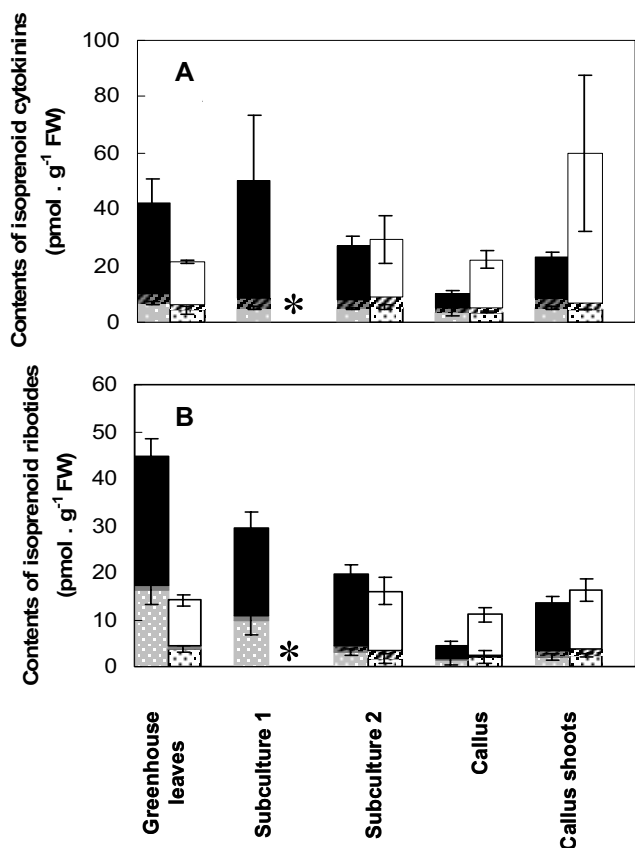 Contents of isoprenoid cytokinins
(pmol . g⁻¹ FW)
100
80
60
40
20
0
A
*
Contents of isoprenoid ribotides
(pmol . g⁻¹ FW)
60
50
40
30
20
10
0
B
*
Greenhouse
leaves
Subculture 1
Subculture 2
Callus
Callus shoots